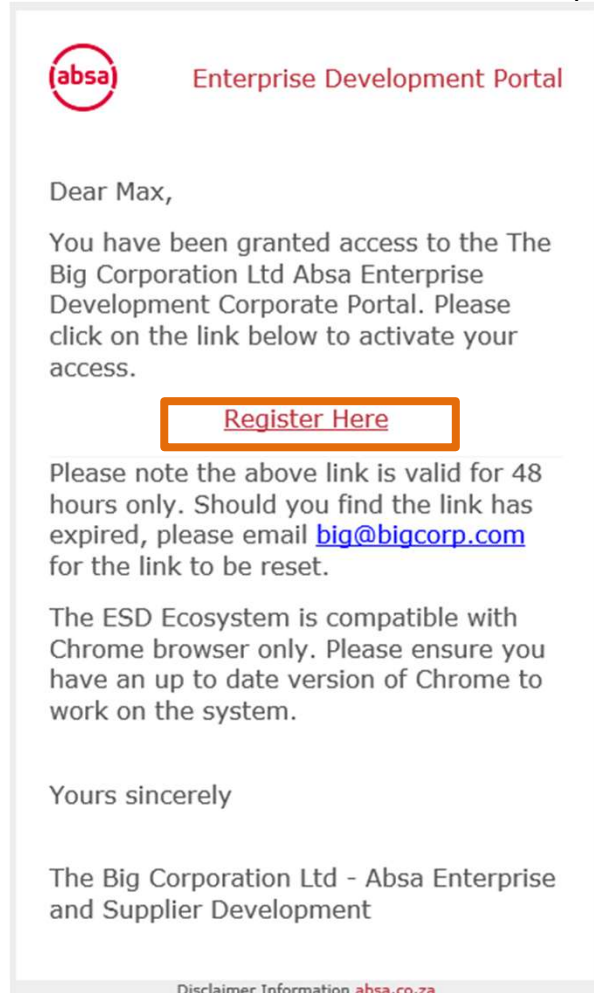 absa
Enterprise Development Portal
Dear Max,
You have been granted access to the The
Big Corporation Ltd Absa Enterprise
Development Corporate Portal. Please
click on the link below to activate your
access.
Register Here
Please note the above link is valid for 48
hours only. Should you find the link has
expired, please email big@bigcorp.com
for the link to be reset.
The ESD Ecosystem is compatible with
Chrome browser only. Please ensure you
have an up to date version of Chrome to
work on the system.
Yours sincerely
The Big Corporation Ltd - Absa Enterprise
and Supplier Development
Disclaimer Information absa.co.za